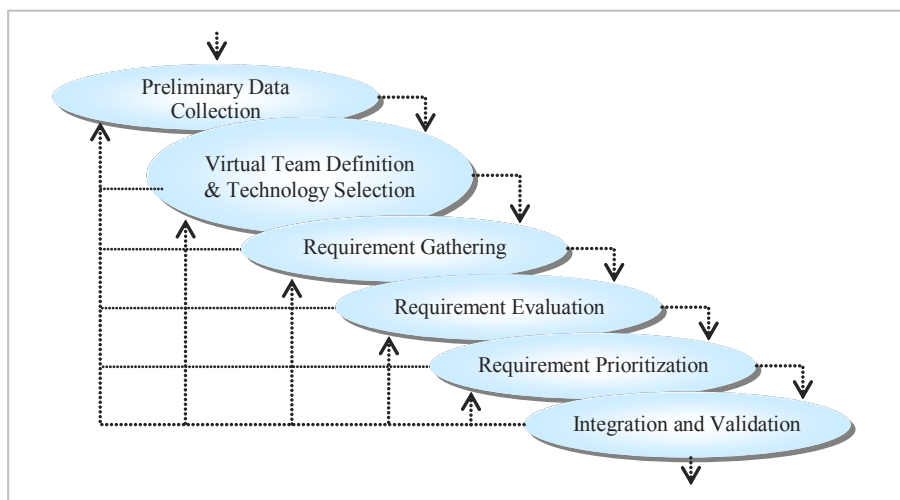 Preliminary Data
Collection
Virtual Team Definition
& Technology Selection
Requirement Gathering
Requirement Evaluation
Requirement Prioritization
Integration and Validation